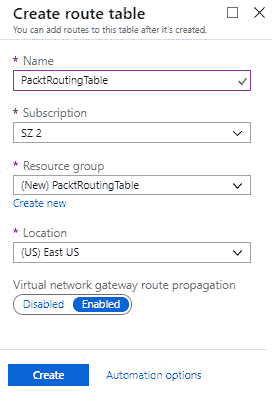 Create route table
You can add routes to this table after it's created.
* Name
PacktRoutingTable
* Subscription
SZ 2
* Resource group
(New) PacktRoutingTable
Create new
* Location
(US) East US
Virtual network gateway route propagation
Disabled Enabled
Create Automation options